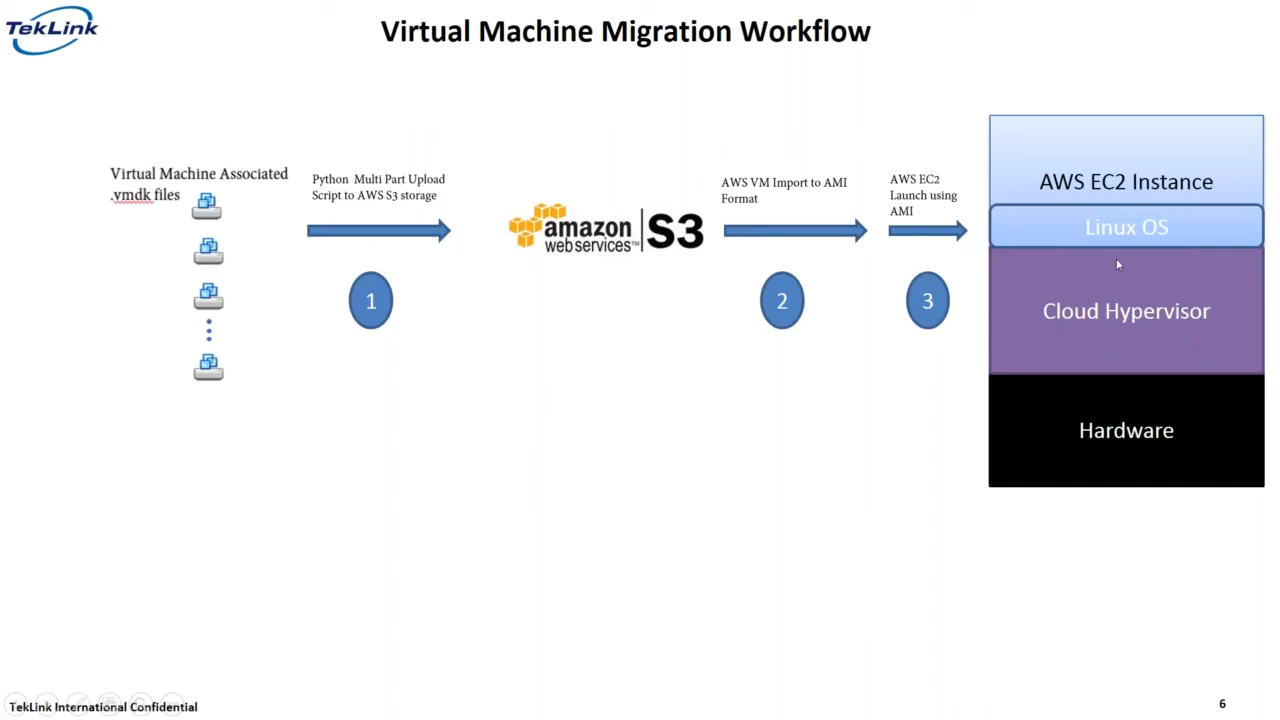 TekLink
Virtual Machine Migration Workflow
Virtual Machine Associated
.vmdk files
Python Multi Part Upload
Script to AWS S3 storage
1
amazon
web services™
S3
AWS VM Import to AMI
Format
2
AWS EC2
Launch using
AMI
3
AWS EC2 Instance
Linux OS
Cloud Hypervisor
Hardware
TekLink International Confidential
6